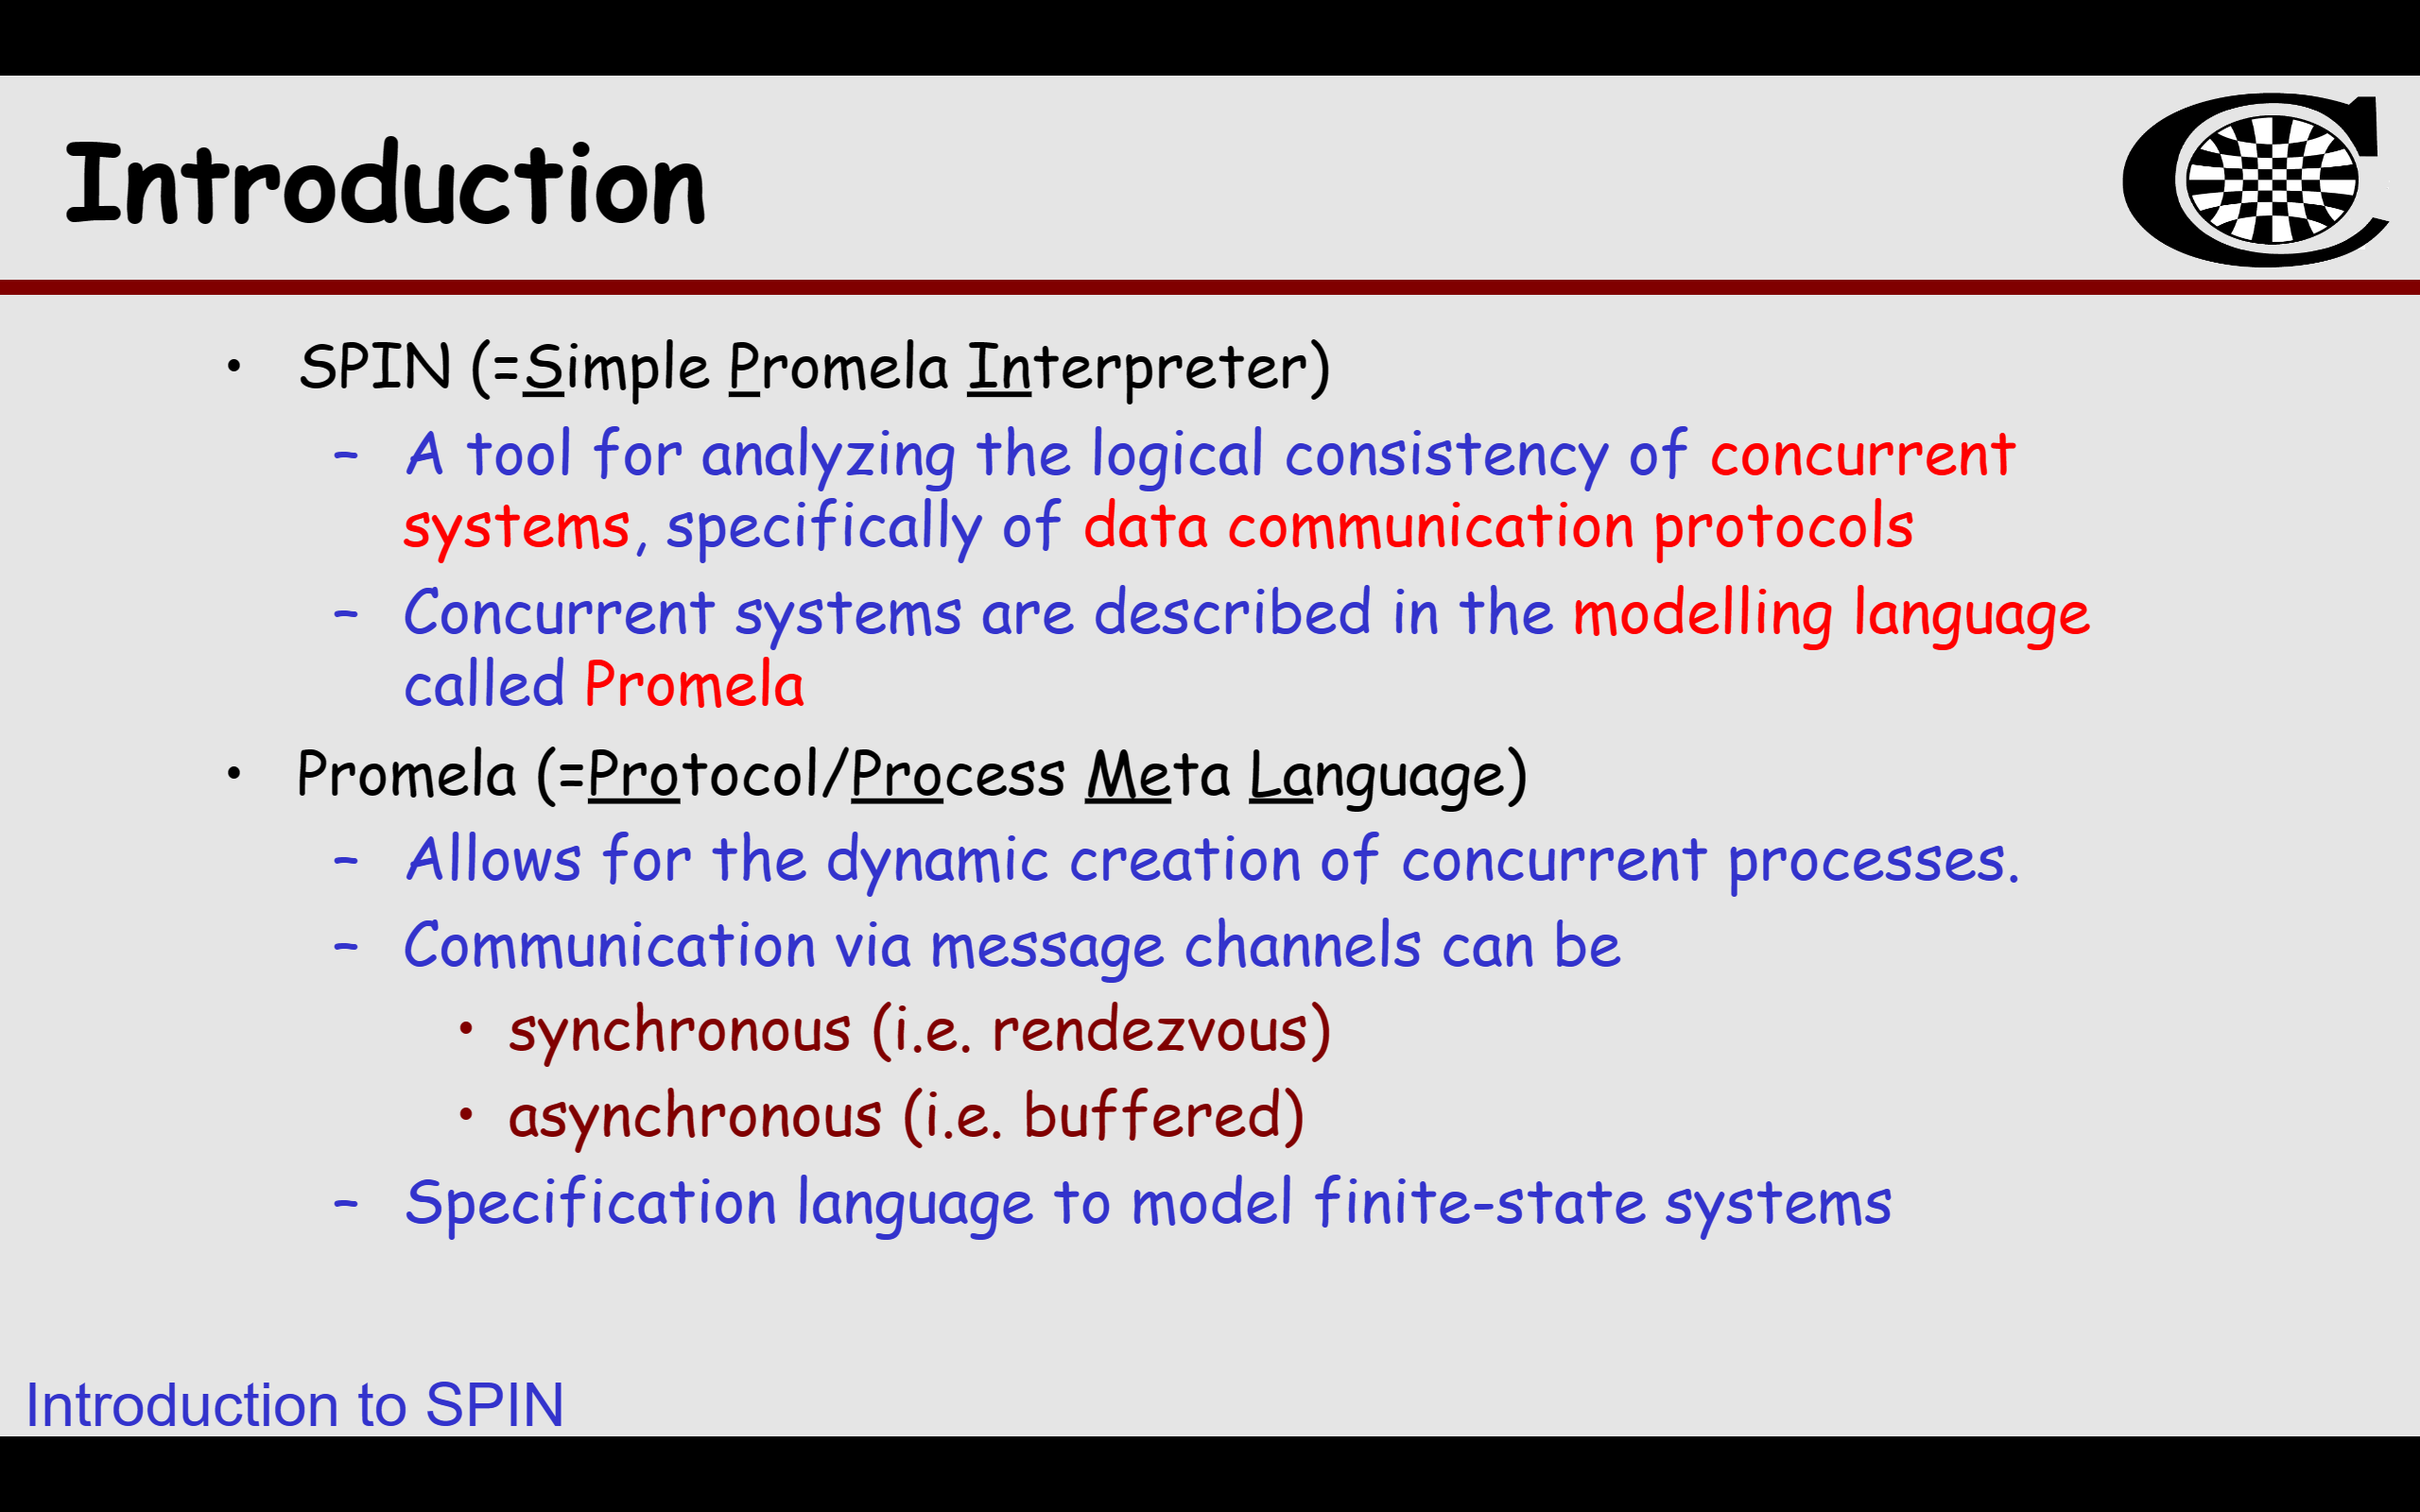 Introduction
• SPIN (=Simple Promela Interpreter)
– A tool for analyzing the logical consistency of concurrent
systems, specifically of data communication protocols
– Concurrent systems are described in the modelling language
called Promela
• Promela (=Protocol/Process Meta Language)
– Allows for the dynamic creation of concurrent processes.
– Communication via message channels can be
• synchronous (i.e. rendezvous)
• asynchronous (i.e. buffered)
– Specification language to model finite-state systems
Introduction to SPIN